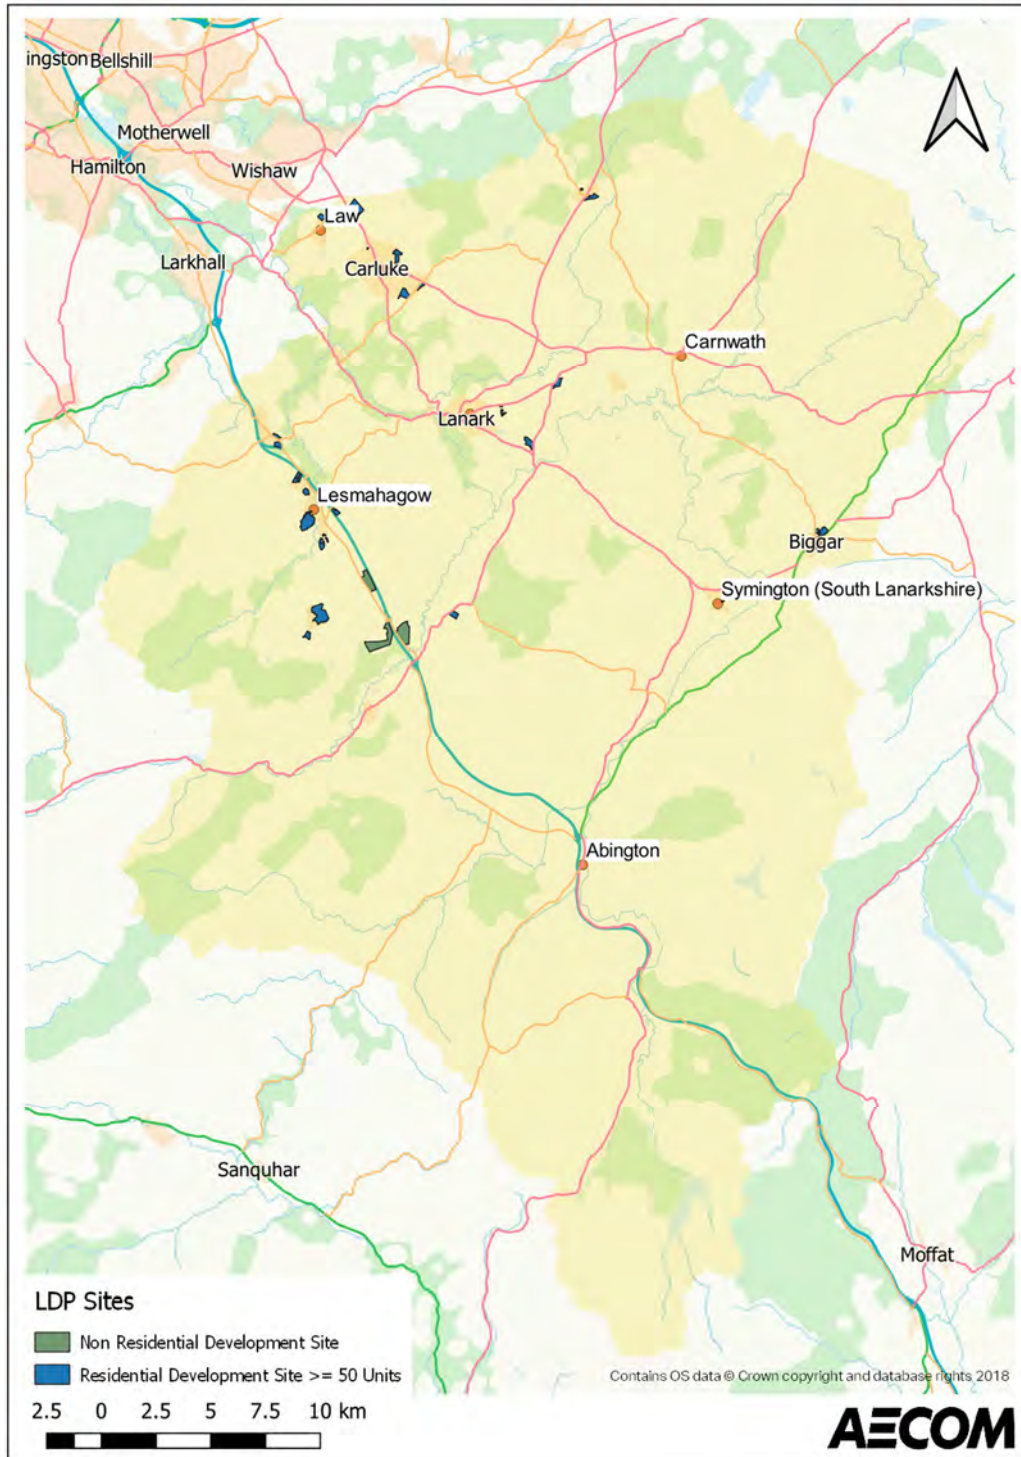 ingston
Bellshill
Motherwell
Hamilton
Wishaw
Law
Larkhall
Carluke
Carnwath
Lanark
Lesmahagow
Biggar
Symington (South Lanarkshire)
Abington
Sanquhar
Moffat
LDP Sites
Non Residential Development Site
Residential Development Site >= 50 Units
Contains OS data © Crown copyright and database rights 2018
2.5 0 2.5 5 7.5 10 km
AECOM